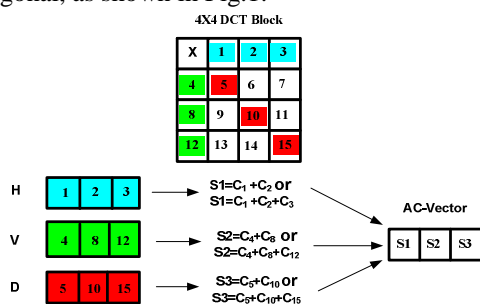 gonal, as shown in Fig.1.
4X4 DCT Block
X 1 2 3
4 5 6 7
8 9 10 11
12 13 14 15
H 1 2 3 S1=C1 +C2 or
S1=C1 +C2+C3
V 4 8 12 S2=C4+C8 or
S2=C4+C8+C12
D 5 10 15 S3=C5+C10 or
S3=C5+C10+C15
AC-Vector
S1 S2 S3